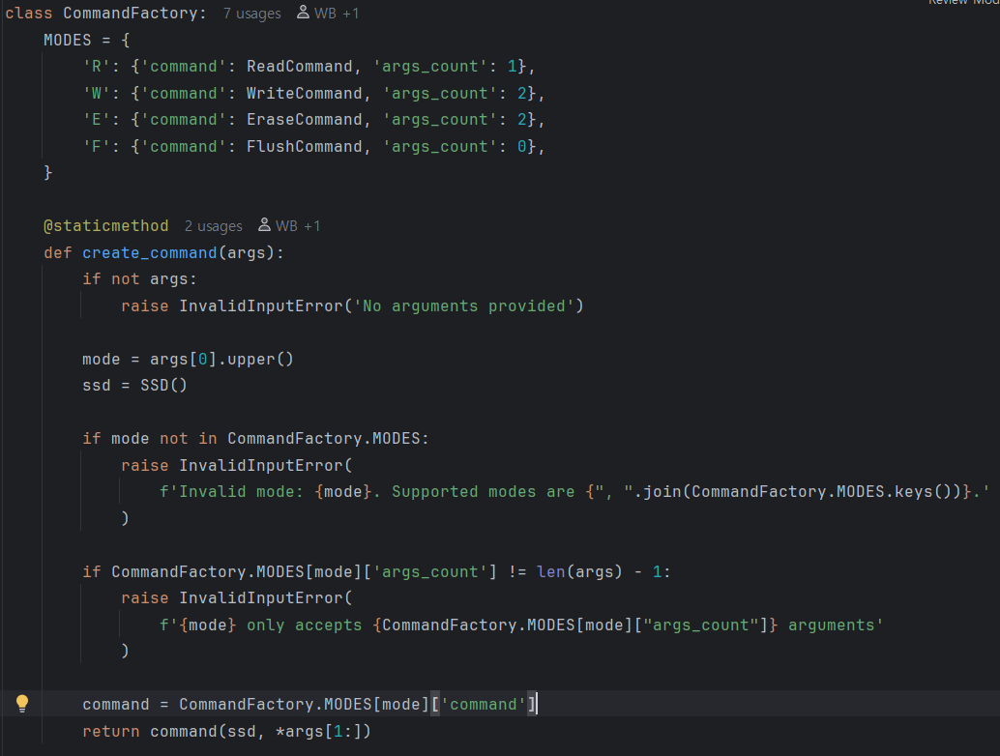 Review Mod
class CommandFactory: 7 usages WB +1
    MODES = {
        'R': {'command': ReadCommand, 'args_count': 1},
        'W': {'command': WriteCommand, 'args_count': 2},
        'E': {'command': EraseCommand, 'args_count': 2},
        'F': {'command': FlushCommand, 'args_count': 0},
    }
    @staticmethod 2 usages WB +1
    def create_command(args):
        if not args:
            raise InvalidInputError('No arguments provided')
        mode = args[0].upper()
        ssd = SSD()
        if mode not in CommandFactory.MODES:
            raise InvalidInputError(
                f'Invalid mode: {mode}. Supported modes are {", ".join(CommandFactory.MODES.keys())}.'
            )
        if CommandFactory.MODES[mode]['args_count'] != len(args) - 1:
            raise InvalidInputError(
                f'{mode} only accepts {CommandFactory.MODES[mode]["args_count"]} arguments'
            )
        command = CommandFactory.MODES[mode]['command']
        return command(ssd, *args[1:])